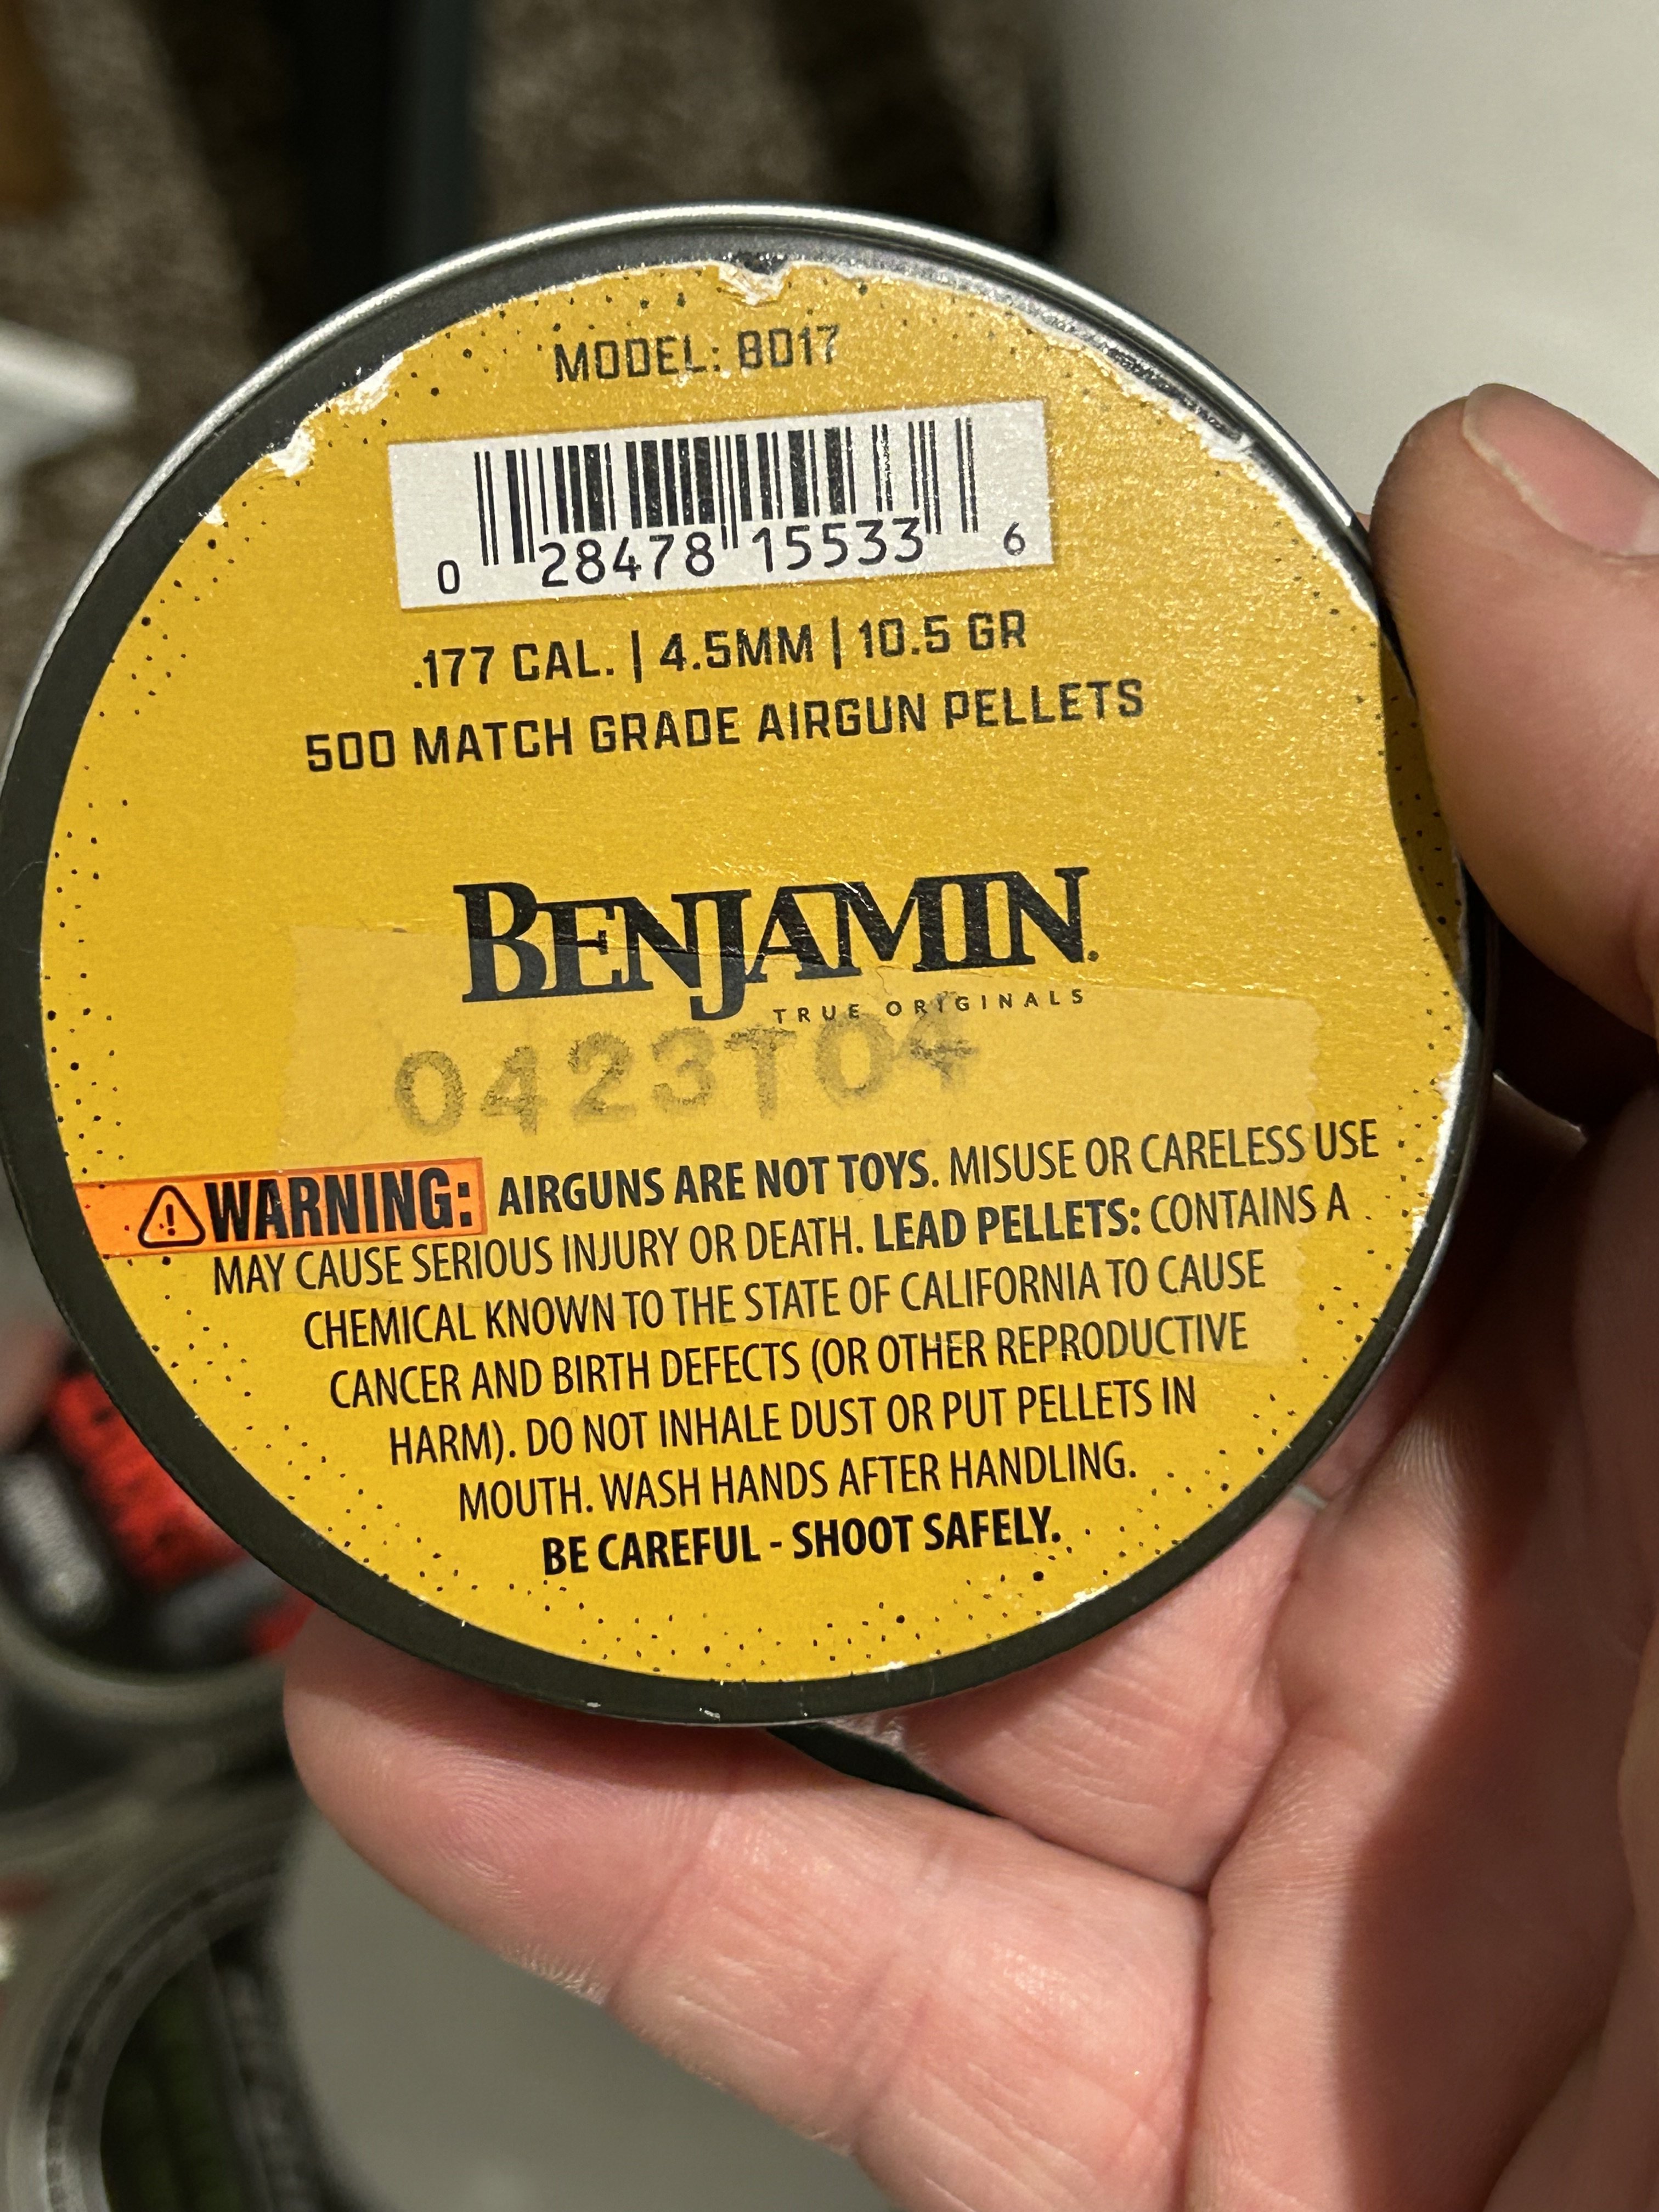 MODEL: BD17
0 28478 15533 6
.177 CAL. | 4.5MM | 10.5 GR
500 MATCH GRADE AIRGUN PELLETS
BENJAMIN.
TRUE ORIGINALS
0423T04
WARNING: AIRGUNS ARE NOT TOYS. MISUSE OR CARELESS USE
MAY CAUSE SERIOUS INJURY OR DEATH. LEAD PELLETS: CONTAINS A
CHEMICAL KNOWN TO THE STATE OF CALIFORNIA TO CAUSE
CANCER AND BIRTH DEFECTS (OR OTHER REPRODUCTIVE
HARM). DO NOT INHALE DUST OR PUT PELLETS IN
MOUTH. WASH HANDS AFTER HANDLING.
BE CAREFUL - SHOOT SAFELY.